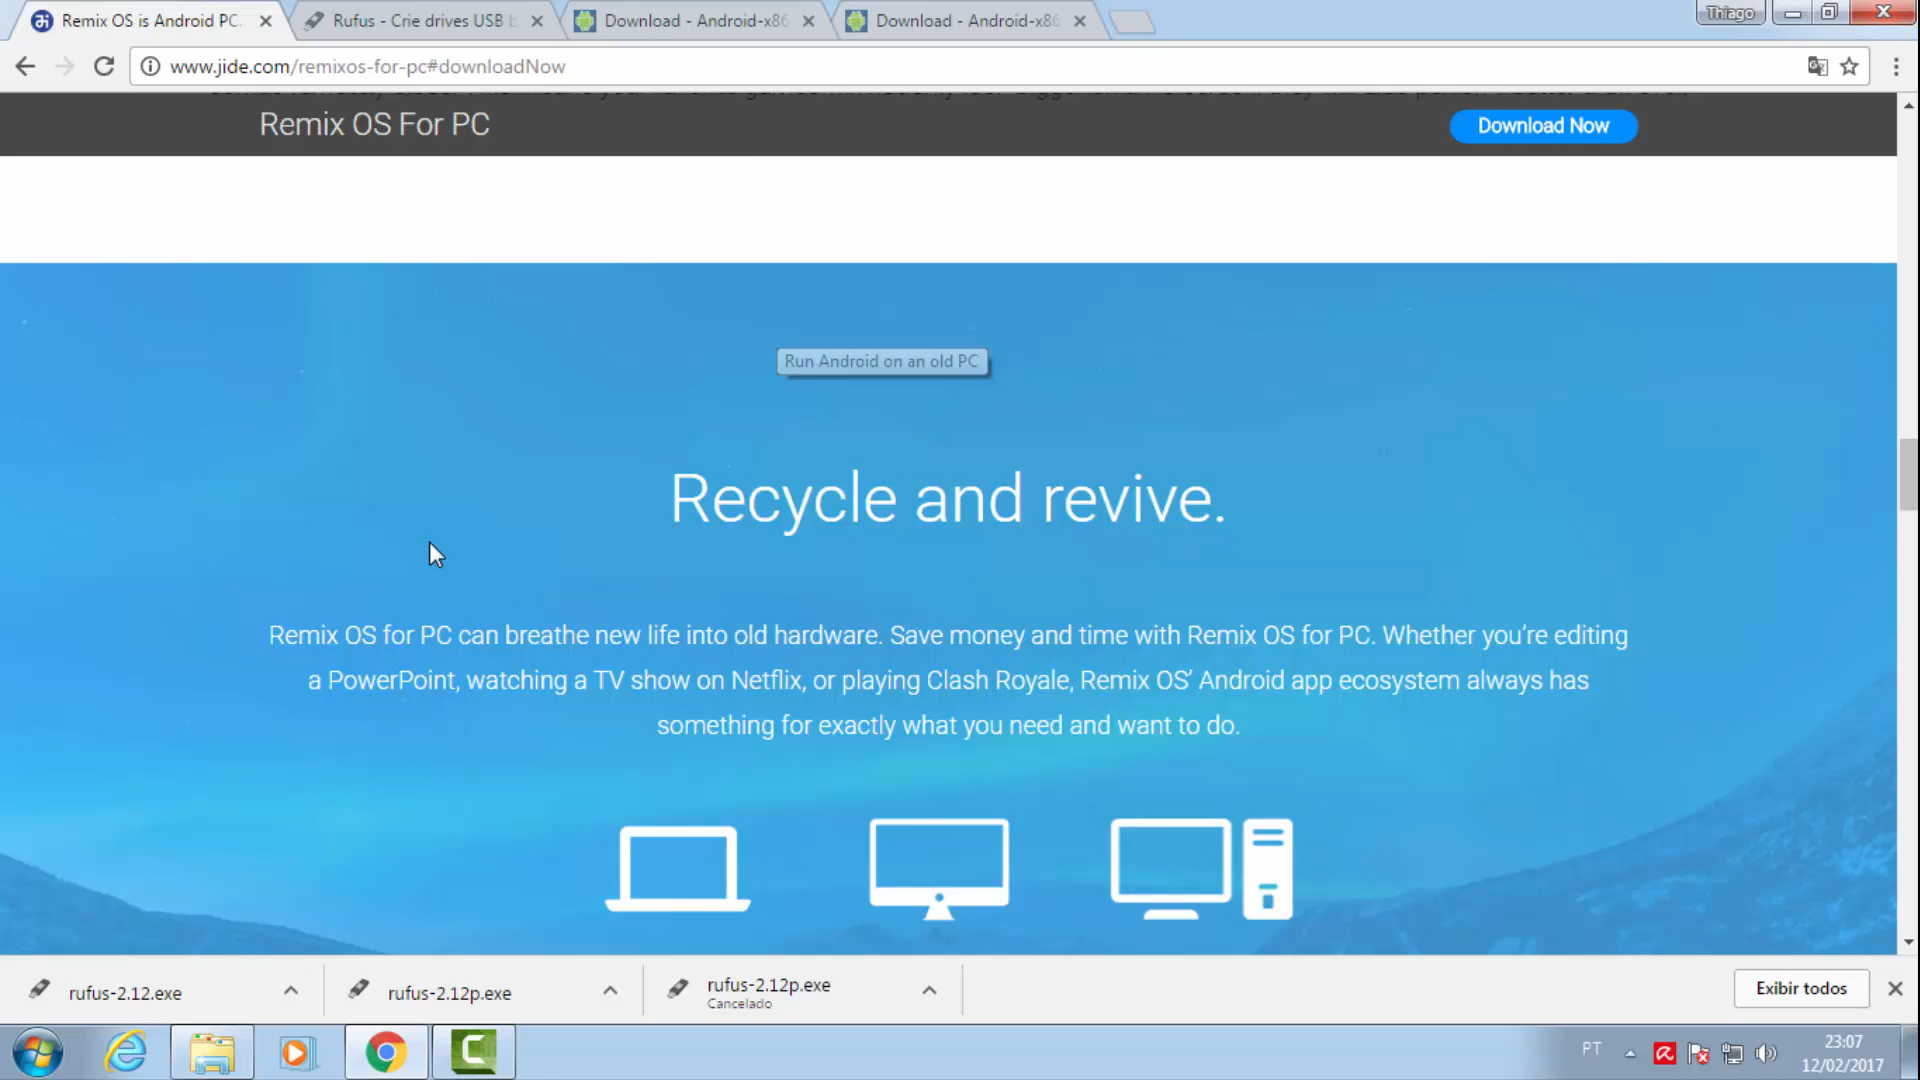 Remix OS is Android PC.
Rufus - Crie drives USB b
Download - Android-x86
Download - Android-x86
Thiago
www.jide.com/remixos-for-pc#downloadNow
Remix OS For PC
Download Now
Run Android on an old PC
Recycle and revive.
Remix OS for PC can breathe new life into old hardware. Save money and time with Remix OS for PC. Whether you’re editing
a PowerPoint, watching a TV show on Netflix, or playing Clash Royale, Remix OS’ Android app ecosystem always has
something for exactly what you need and want to do.
rufus-2.12.exe
rufus-2.12p.exe
rufus-2.12p.exe
Cancelado
Exibir todos
PT
23:07
12/02/2017